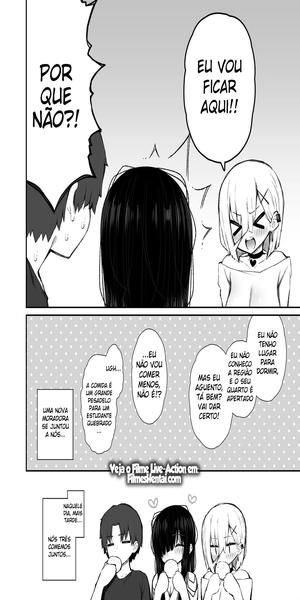 EU VOU
FICAR
AQUI!!
POR
QUE
NÃO?!
EU NÃO
TENHO
LUGAR
PARA
DORMIR,
EU NÃO
CONHEÇO
A REGIÃO
E O SEU
QUARTO É
APERTADO
MAS EU
AGUENTO,
TÁ BEM?
VAI DAR
CERTO!
...EU
NÃO VOU
COMER
MENOS,
NÃO É!?
UGH...
A COMIDA É
UM GRANDE
PESADELO
PARA UM
ESTUDANTE
QUEBRADO
...
UMA NOVA
MORADORA
SE JUNTOU
A NÓS...
Veja o Filme Live-Action em
FilmesHentai.com
NAQUELE
DIA, MAIS
TARDE...
NÓS TRÊS
COMEMOS
JUNTOS...